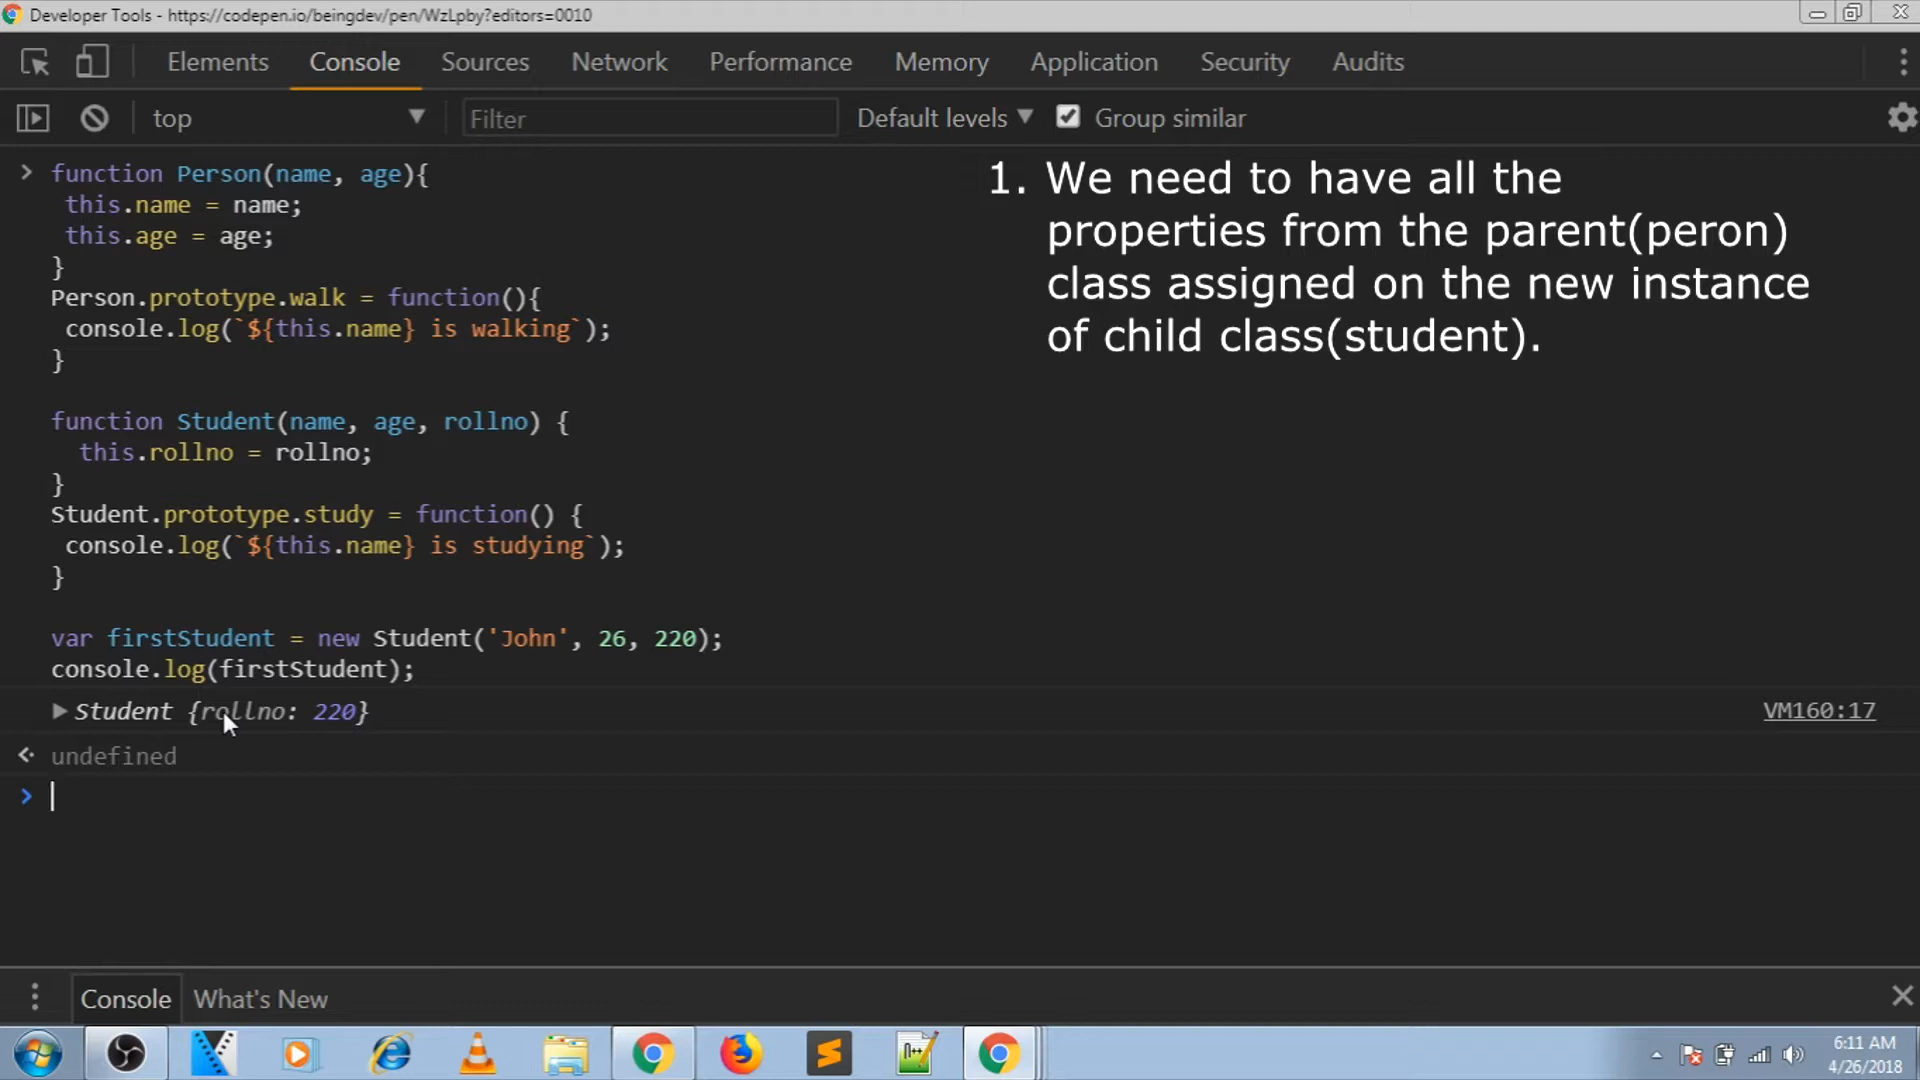 Developer Tools - https://codepen.io/beingdev/pen/WzLpby?editors=0010
Elements Console Sources Network Performance Memory Application Security Audits
top Filter Default levels Group similar
function Person(name, age){
this.name = name;
this.age = age;
}
Person.prototype.walk = function(){
console.log(`${this.name} is walking`);
}
function Student(name, age, rollno) {
this.rollno = rollno;
}
Student.prototype.study = function() {
console.log(`${this.name} is studying`);
}
var firstStudent = new Student('John', 26, 220);
console.log(firstStudent);
Student {rollno: 220} VM160:17
undefined
1. We need to have all the
properties from the parent(peron)
class assigned on the new instance
of child class(student).
Console What's New
6:11 AM
4/26/2018